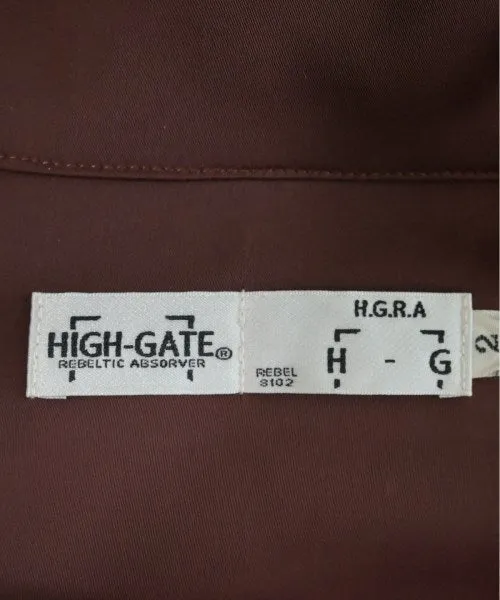 HIGH-GATE®
REBELTIC ABSORVER
H.G.R.A
REBEL
8102
H - G
2